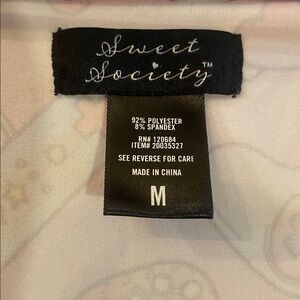 Sweet
Society™
92% POLYESTER
8% SPANDEX
RN# 120684
ITEM# 20035327
SEE REVERSE FOR CARE
MADE IN CHINA
M